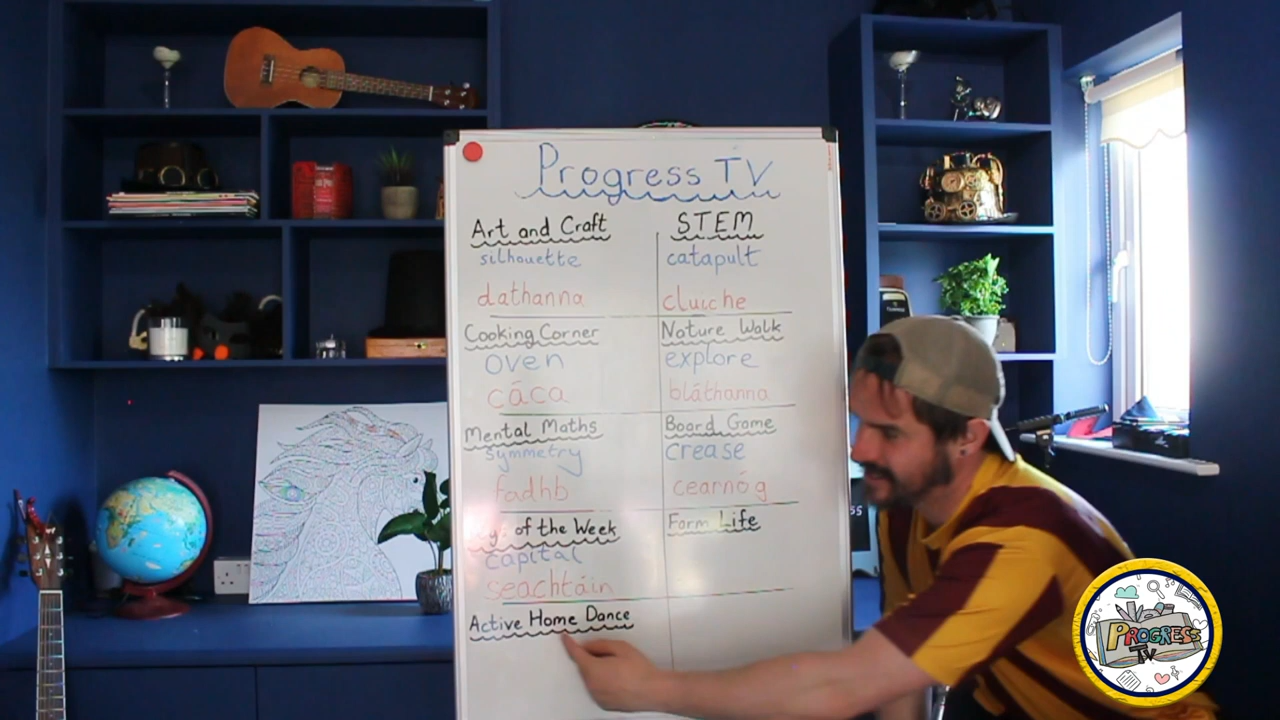 Progress TV
Art and Craft
silhouette
dathanna
STEM
catapult
cluiche
Cooking Corner
oven
cáca
Nature Walk
explore
bláthanna
Mental Maths
symmetry
fadhb
Board Game
crease
cearnóg
of the Week
capital
seachtáin
Farm Life
Active Home Dance
PROGRESS
TV